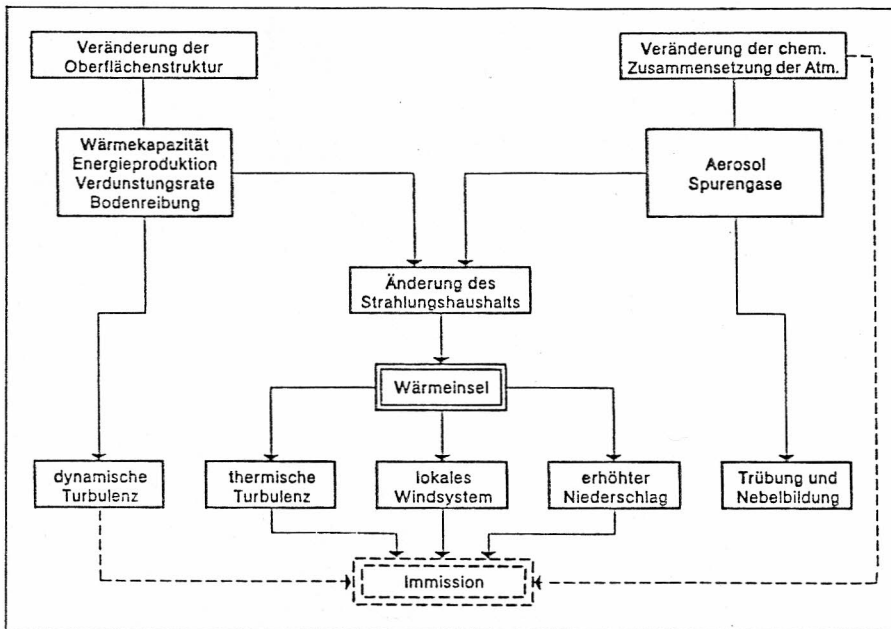 Veränderung der
Oberflächenstruktur
Veränderung der chem.
Zusammensetzung der Atm.
Wärmekapazität
Energieproduktion
Verdunstungsrate
Bodenreibung
Aerosol
Spurengase
Änderung des
Strahlungshaushalts
Wärmeinsel
dynamische
Turbulenz
thermische
Turbulenz
lokales
Windsystem
erhöhter
Niederschlag
Trübung und
Nebelbildung
Immission